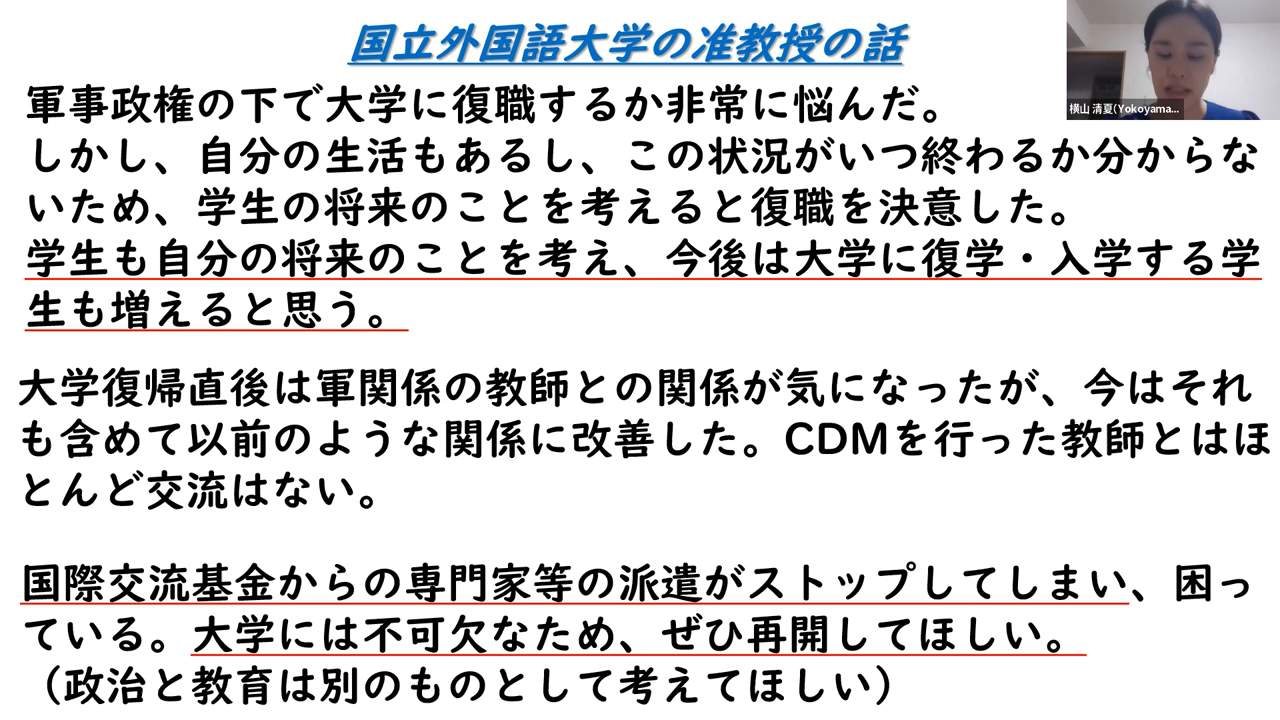 国立外国語大学の准教授の話
横山 清夏(Yokoyama...
軍事政権の下で大学に復職するか非常に悩んだ。
しかし、自分の生活もあるし、この状況がいつ終わるか分からな
いため、学生の将来のことを考えると復職を決意した。
学生も自分の将来のことを考え、今後は大学に復学・入学する学
生も増えると思う。
大学復帰直後は軍関係の教師との関係が気になったが、今はそれ
も含めて以前のような関係に改善した。CDMを行った教師とはほ
とんど交流はない。
国際交流基金からの専門家等の派遣がストップしてしまい、困っ
ている。大学には不可欠なため、ぜひ再開してほしい。
（政治と教育は別のものとして考えてほしい）